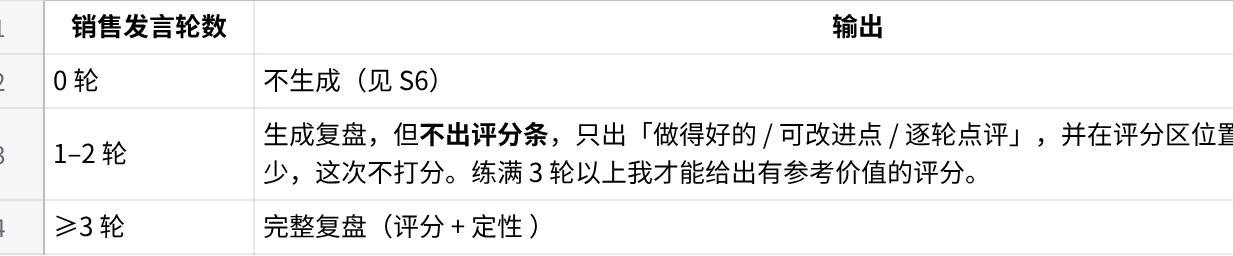 1 销售发言轮数 输出
2 0 轮 不生成（见 S6）
生成复盘，但不出评分条，只出「做得好的 / 可改进点 / 逐轮点评」，并在评分区位置
3 1–2 轮
少，这次不打分。练满 3 轮以上我才能给出有参考价值的评分。
4 ≥3 轮 完整复盘（评分 + 定性 ）